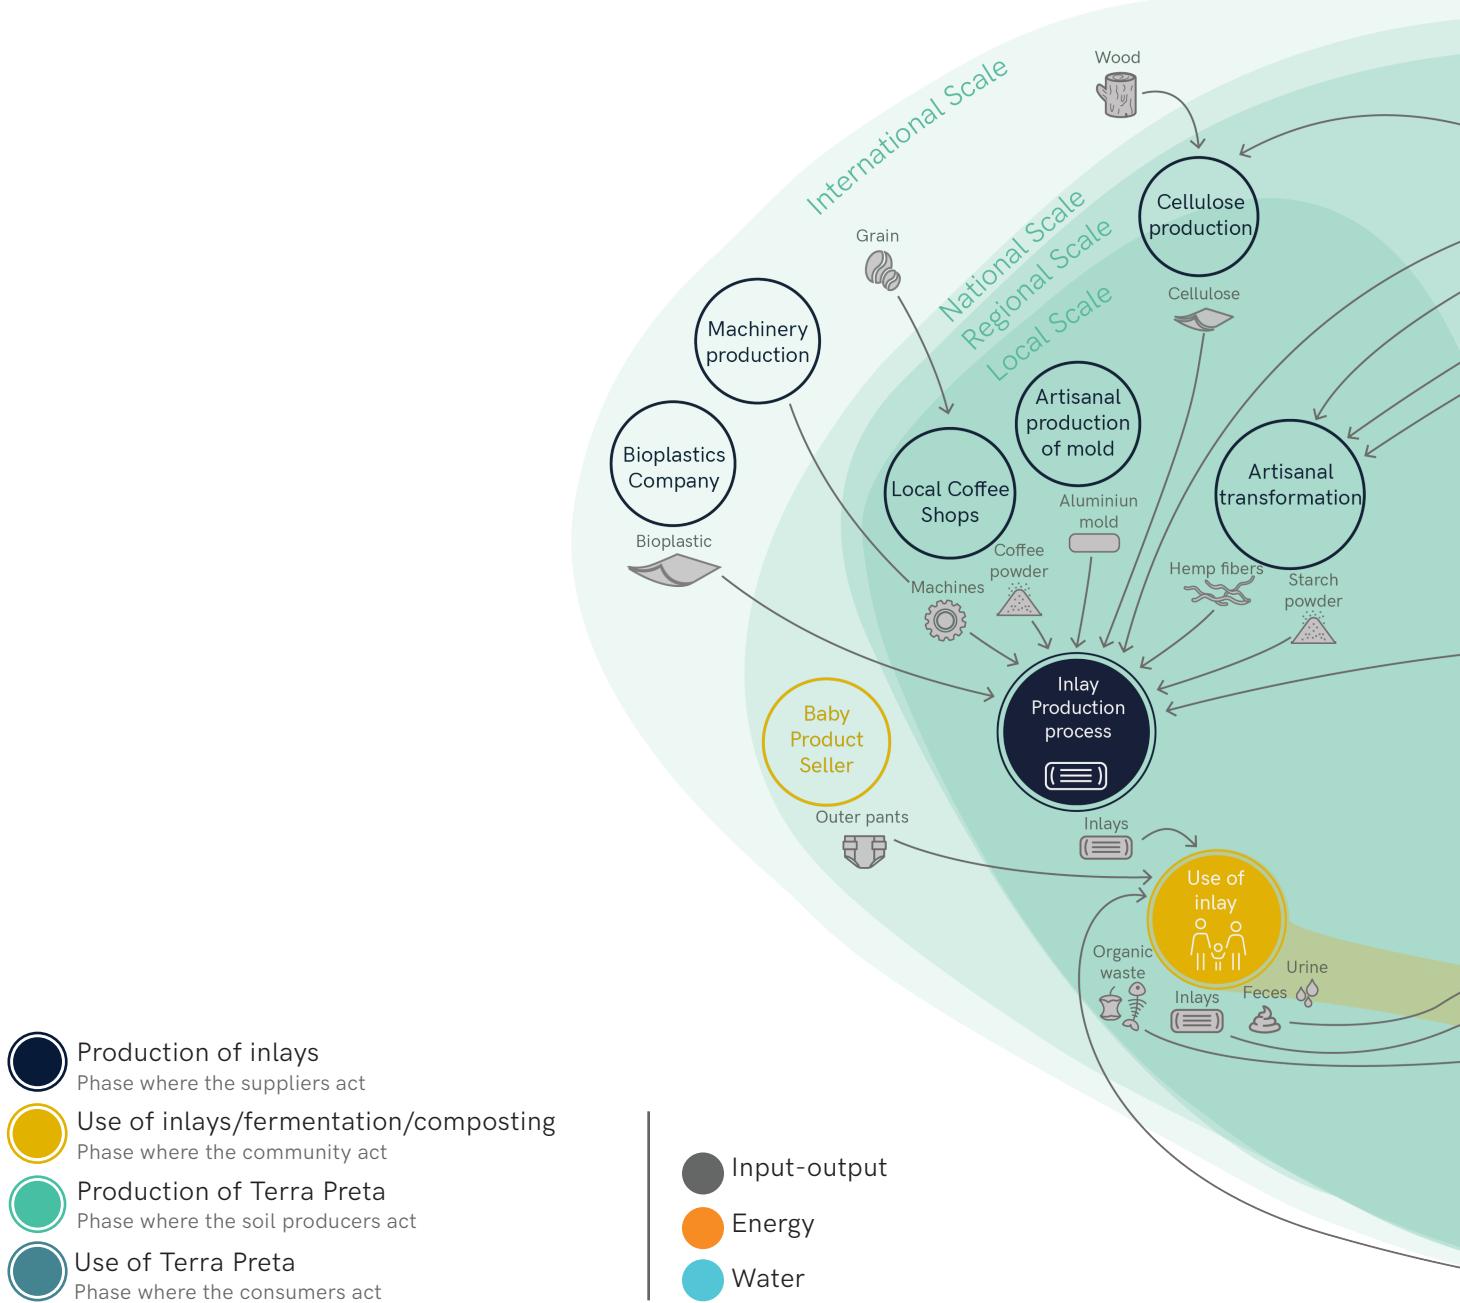 Wood
International Scale
National Scale
Regional Scale
Local Scale
Cellulose
production
Grain
Cellulose
Machinery
production
Artisanal
production
of mold
Bioplastics
Company
Local Coffee
Shops
Artisanal
transformation
Aluminiun
mold
Bioplastic
Coffee
powder
Machines
Hemp fibers
Starch
powder
Inlay
Production
process
Baby
Product
Seller
Outer pants
Inlays
Use of
inlay
Organic
waste
Inlays
Feces
Urine
Production of inlays
Phase where the suppliers act
Use of inlays/fermentation/composting
Phase where the community act
Production of Terra Preta
Phase where the soil producers act
Use of Terra Preta
Phase where the consumers act
Input-output
Energy
Water